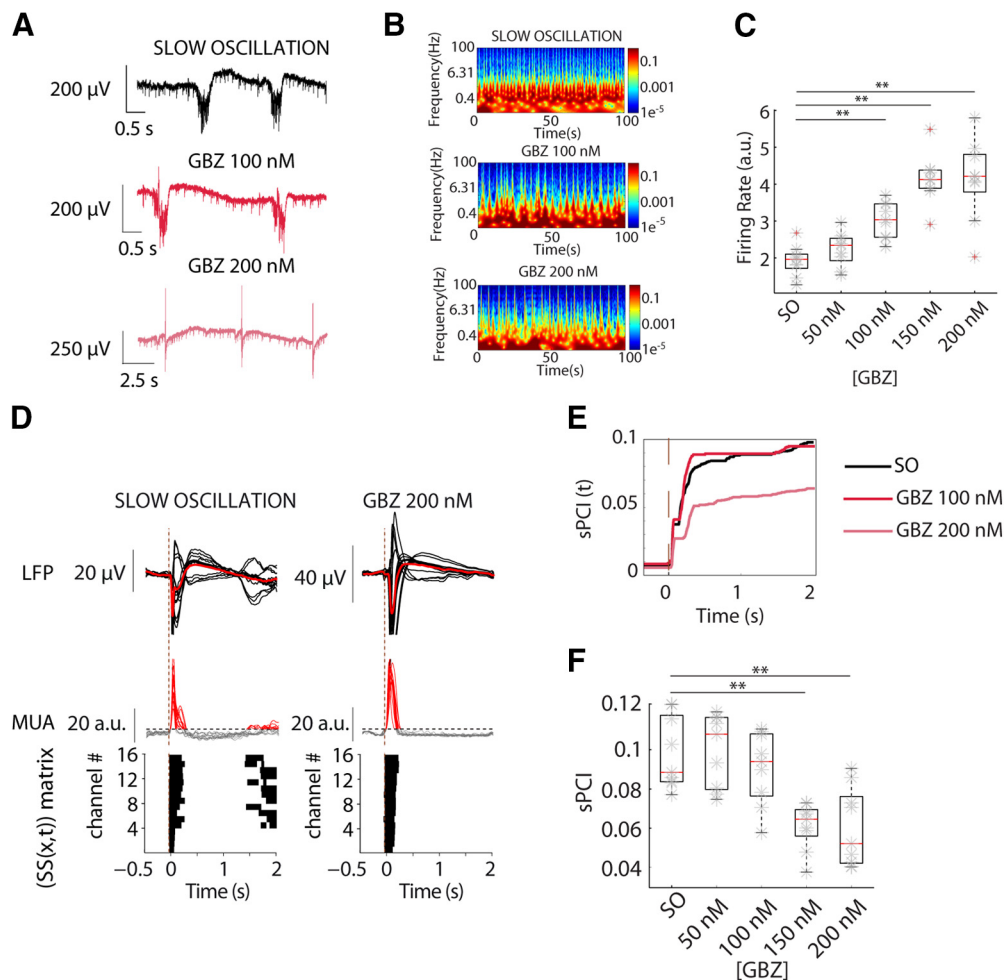 A
SLOW OSCILLATION
200 µV
0.5 s
GBZ 100 nM
200 µV
0.5 s
GBZ 200 nM
250 µV
2.5 s
B
SLOW OSCILLATION
Frequency(Hz)
100
6.31
0.4
0 50 100
Time(s)
0.1
0.001
1e⁻⁵
GBZ 100 nM
Frequency(Hz)
100
6.31
0.4
0 50 100
Time(s)
0.1
0.001
1e⁻⁵
GBZ 200 nM
Frequency(Hz)
100
6.31
0.4
0 50 100
Time(s)
0.1
0.001
1e⁻⁵
C
**
**
**
Firing Rate (a.u.)
6
5
4
3
2
SO 50 nM 100 nM 150 nM 200 nM
[GBZ]
D
SLOW OSCILLATION GBZ 200 nM
LFP 20 µV 40 µV
MUA 20 a.u. 20 a.u.
(SS(x,t)) matrix
channel #
16
12
8
4
−0.5 0 1 2
Time (s)
channel #
16
12
8
4
−0.5 0 1 2
Time (s)
E
sPCI (t)
0.1
0.05
0
0 1 2
Time (s)
SO
GBZ 100 nM
GBZ 200 nM
F
**
**
sPCI
0.12
0.1
0.08
0.06
0.04
SO 50 nM 100 nM 150 nM 200 nM
[GBZ]